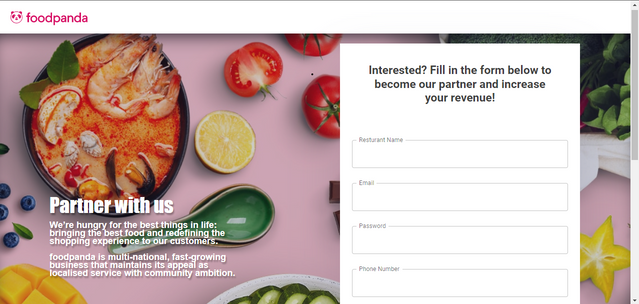 foodpanda
Interested? Fill in the form below to
become our partner and increase
your revenue!
Resturant Name
Email
Password
Phone Number
Partner with us
We're hungry for the best things in life:
bringing the best food and redefining the
shopping experience to our customers.
foodpanda is multi-national, fast-growing
business that maintains its appeal as
localised service with community ambition.